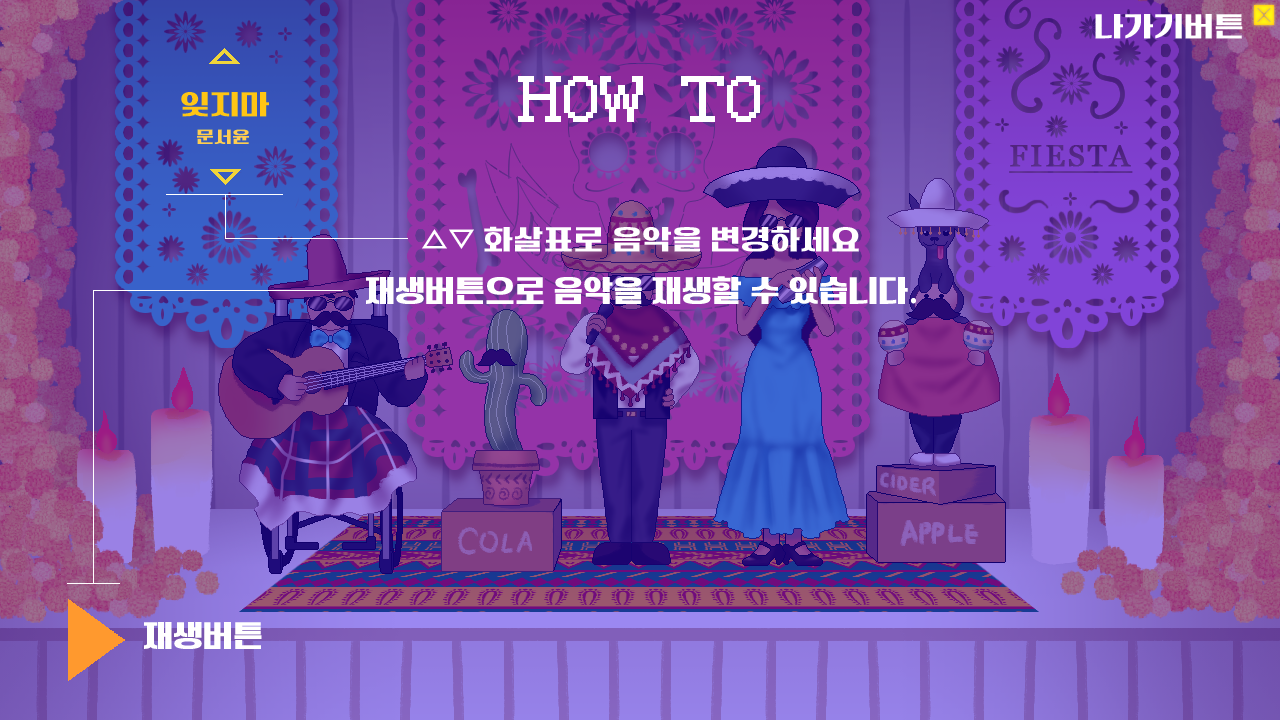 나가기버튼
HOW TO
잊지마
문서윤
FIESTA
△▽ 화살표로 음악을 변경하세요
재생버튼으로 음악을 재생할 수 있습니다.
CIDER
COLA
APPLE
재생버튼